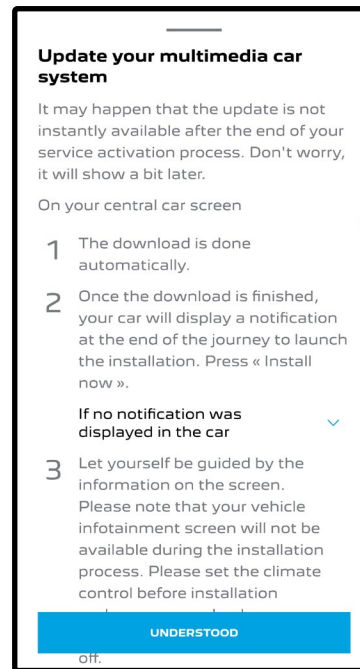 Update your multimedia car
system
It may happen that the update is not
instantly available after the end of your
service activation process. Don't worry,
it will show a bit later.
On your central car screen
1 The download is done
automatically.
2 Once the download is finished,
your car will display a notification
at the end of the journey to launch
the installation. Press « Install
now ».
If no notification was
displayed in the car
3 Let yourself be guided by the
information on the screen.
Please note that your vehicle
infotainment screen will not be
available during the installation
process. Please set the climate
control before installation
UNDERSTOOD
off.